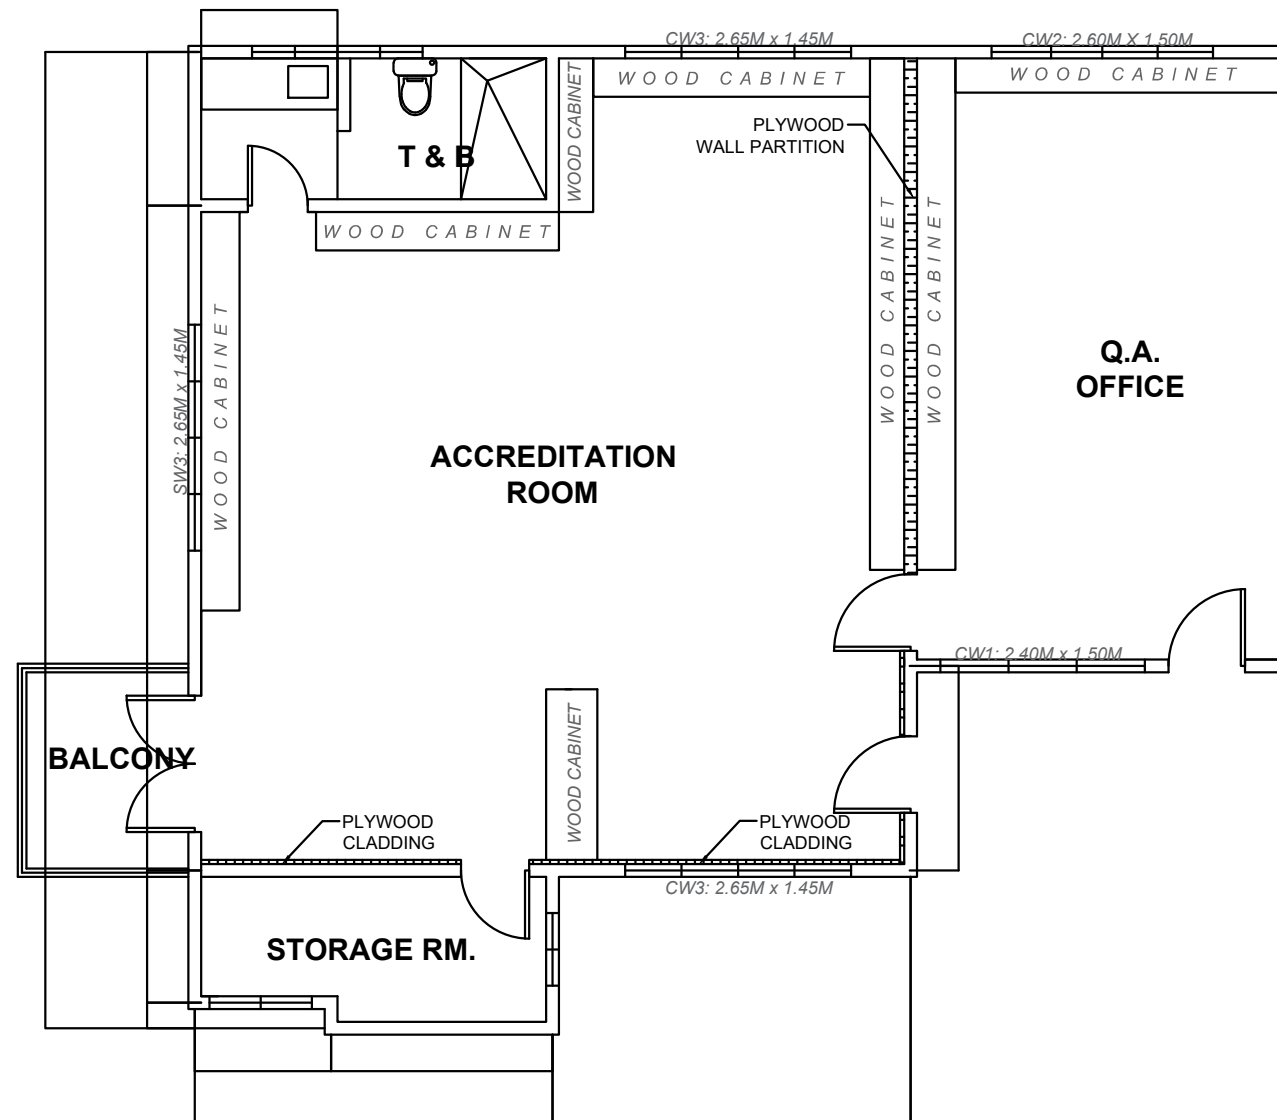 CW3: 2.65M x 1.45M
CW2: 2.60M X 1.50M
WOOD CABINET
WOOD CABINET
WOOD CABINET
PLYWOOD
WALL PARTITION
T & B
WOOD CABINET
WOOD CABINET
WOOD CABINET
SW3: 2.65M x 1.45M
WOOD CABINET
Q.A.
OFFICE
ACCREDITATION
ROOM
CW1: 2.40M x 1.50M
BALCONY
WOOD CABINET
PLYWOOD
CLADDING
PLYWOOD
CLADDING
CW3: 2.65M x 1.45M
STORAGE RM.